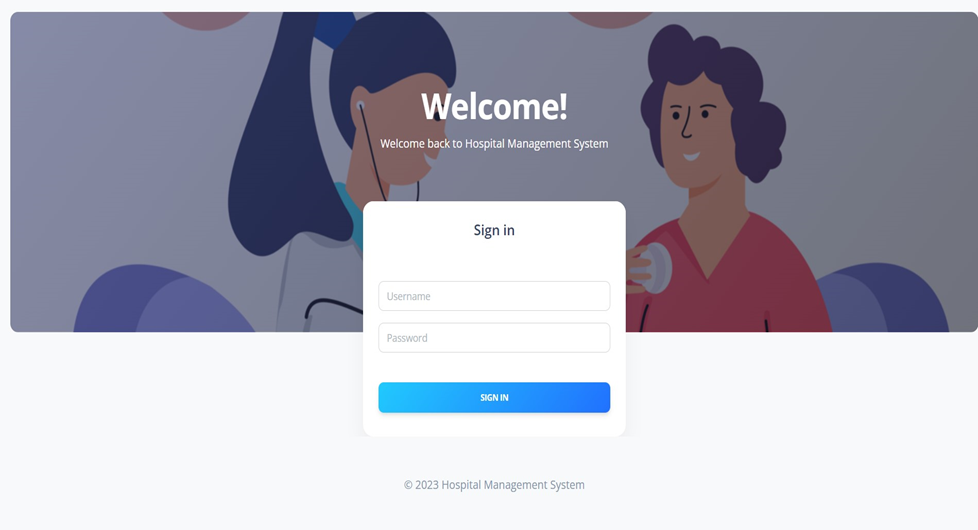 Welcome!
Welcome back to Hospital Management System
Sign in
Username
Password
SIGN IN
© 2023 Hospital Management System